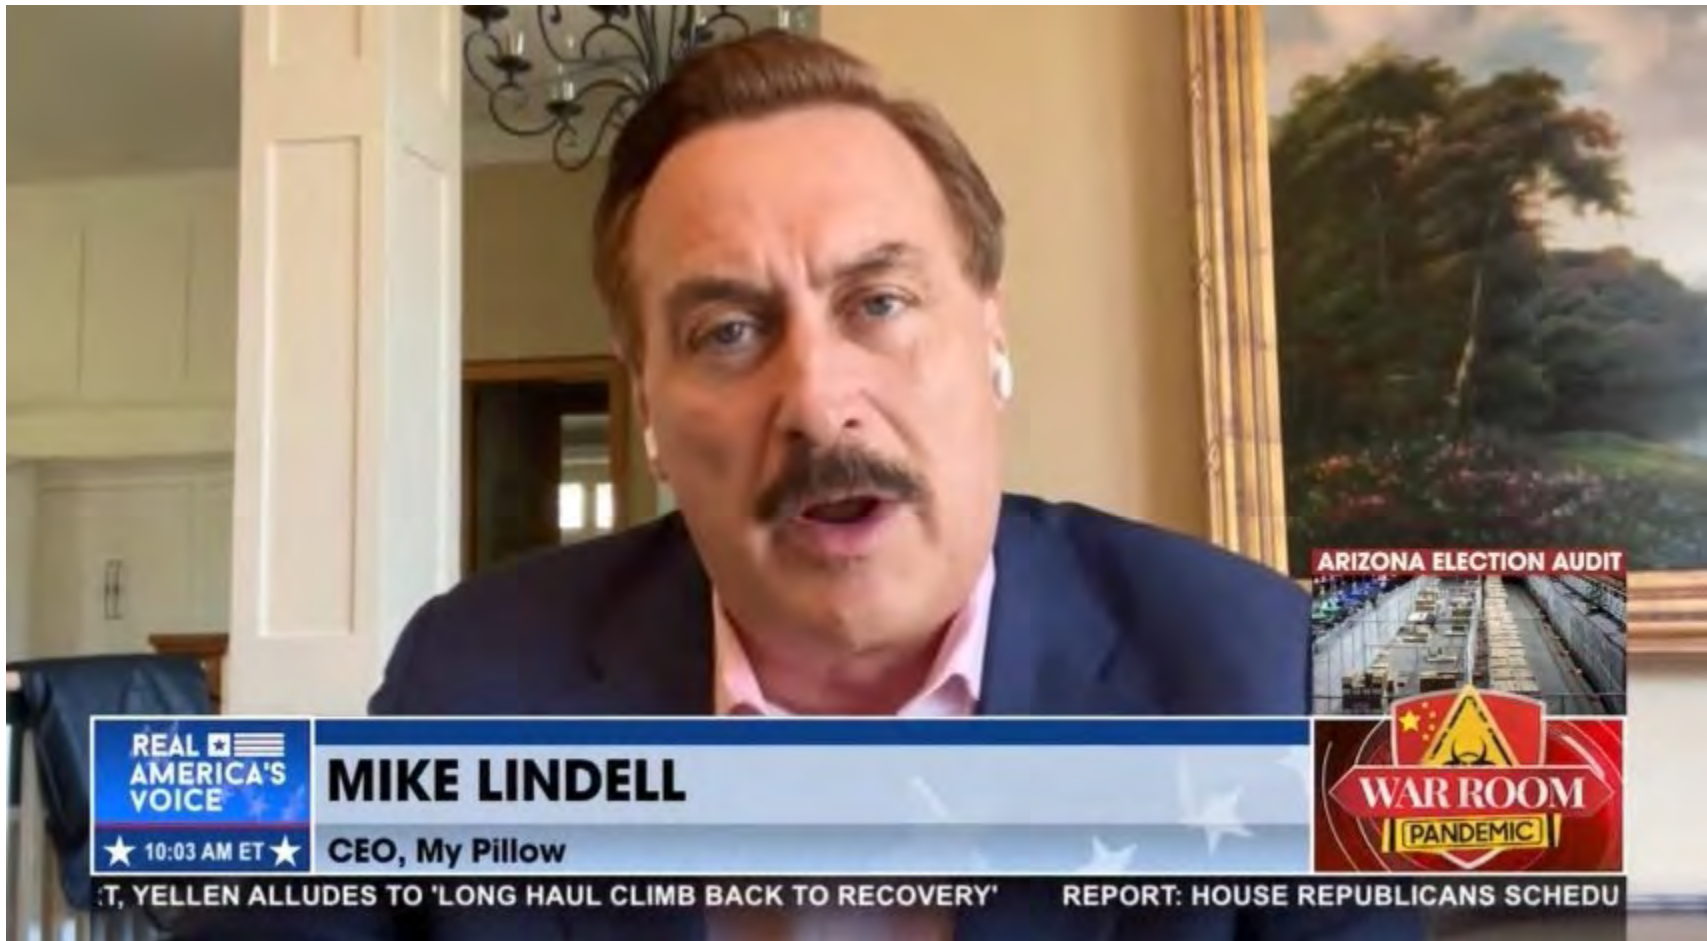 ARIZONA ELECTION AUDIT
REAL
AMERICA'S
VOICE
10:03 AM ET
MIKE LINDELL
CEO, My Pillow
WAR ROOM
PANDEMIC
T, YELLEN ALLUDES TO 'LONG HAUL CLIMB BACK TO RECOVERY' REPORT: HOUSE REPUBLICANS SCHEDU